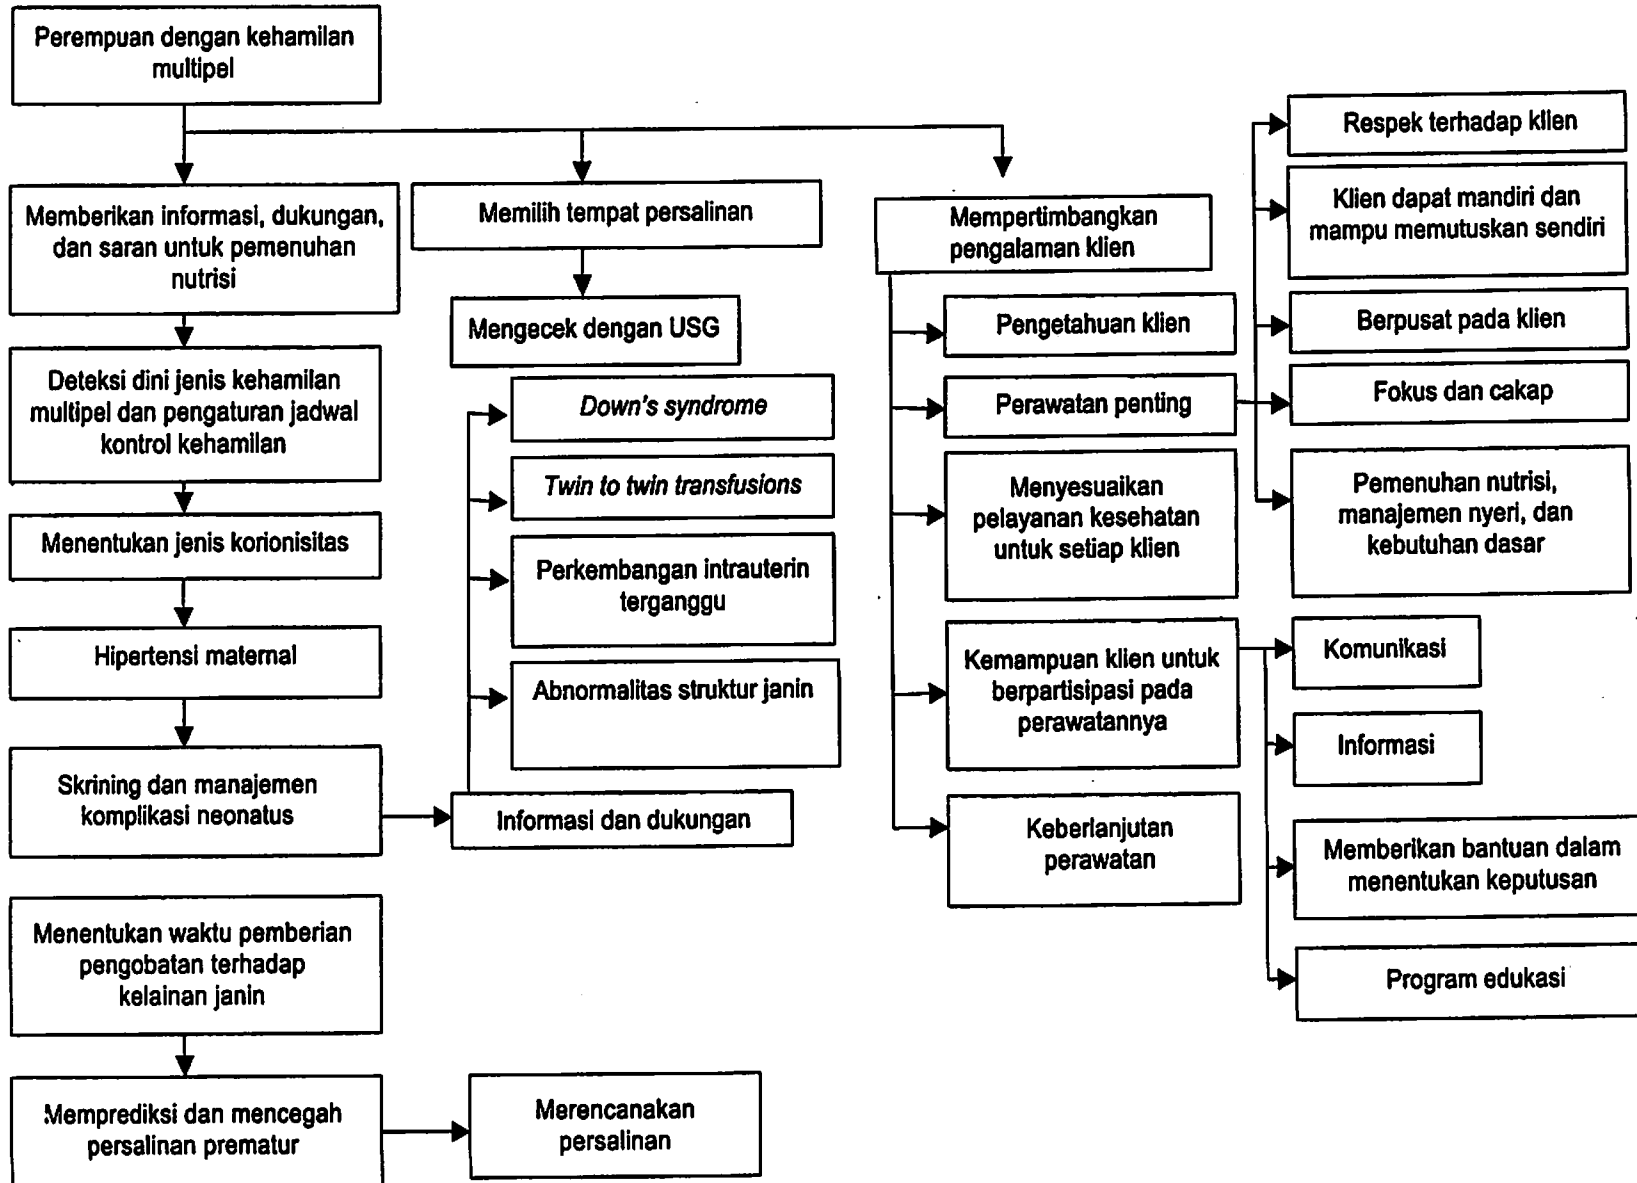 Perempuan dengan kehamilan
multipel
Memberikan informasi, dukungan,
dan saran untuk pemenuhan
nutrisi
Deteksi dini jenis kehamilan
multipel dan pengaturan jadwal
kontrol kehamilan
Menentukan jenis korionisitas
Hipertensi maternal
Skrining dan manajemen
komplikasi neonatus
Menentukan waktu pemberian
pengobatan terhadap
kelainan janin
Memprediksi dan mencegah
persalinan prematur
Merencanakan
persalinan
Memilih tempat persalinan
Mengecek dengan USG
Down's syndrome
Twin to twin transfusions
Perkembangan intrauterin
terganggu
Abnormalitas struktur janin
Informasi dan dukungan
Mempertimbangkan
pengalaman klien
Pengetahuan klien
Perawatan penting
Menyesuaikan
pelayanan kesehatan
untuk setiap klien
Kemampuan klien untuk
berpartisipasi pada
perawatannya
Keberlanjutan
perawatan
Respek terhadap klien
Klien dapat mandiri dan
mampu memutuskan sendiri
Berpusat pada klien
Fokus dan cakap
Pemenuhan nutrisi,
manajemen nyeri, dan
kebutuhan dasar
Komunikasi
Informasi
Memberikan bantuan dalam
menentukan keputusan
Program edukasi